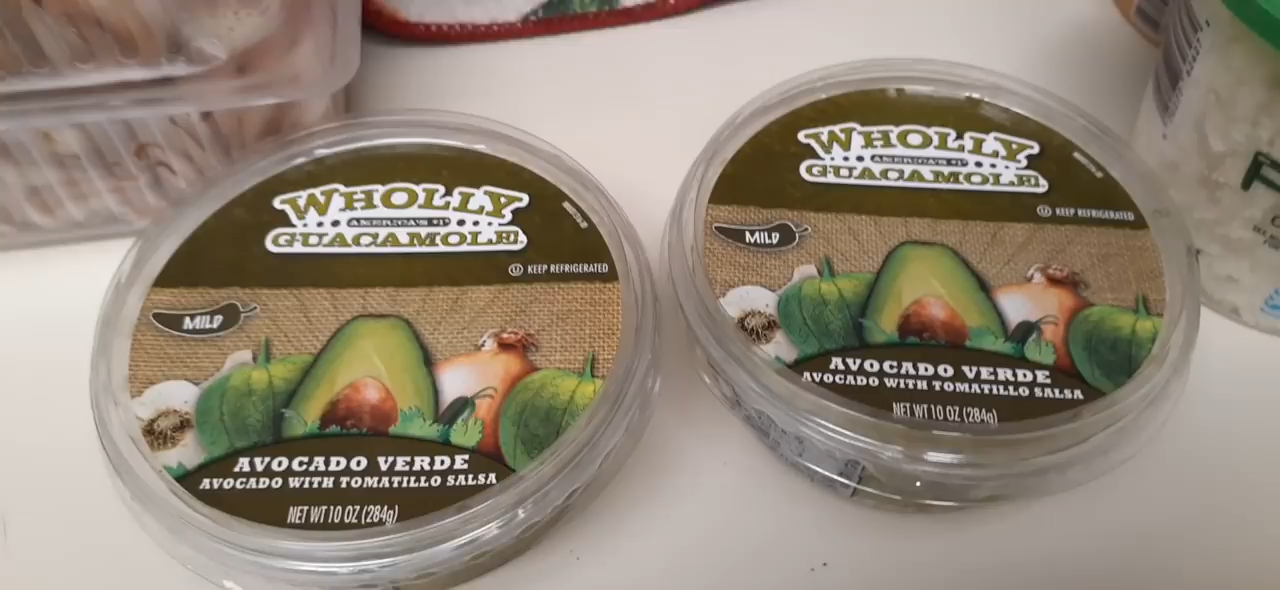 WHOLLY
AMERICA'S #1
GUACAMOLE
KEEP REFRIGERATED
MILD
AVOCADO VERDE
AVOCADO WITH TOMATILLO SALSA
NET WT 10 OZ (284g)
WHOLLY
AMERICA'S #1
GUACAMOLE
KEEP REFRIGERATED
MILD
AVOCADO VERDE
AVOCADO WITH TOMATILLO SALSA
NET WT 10 OZ (284g)